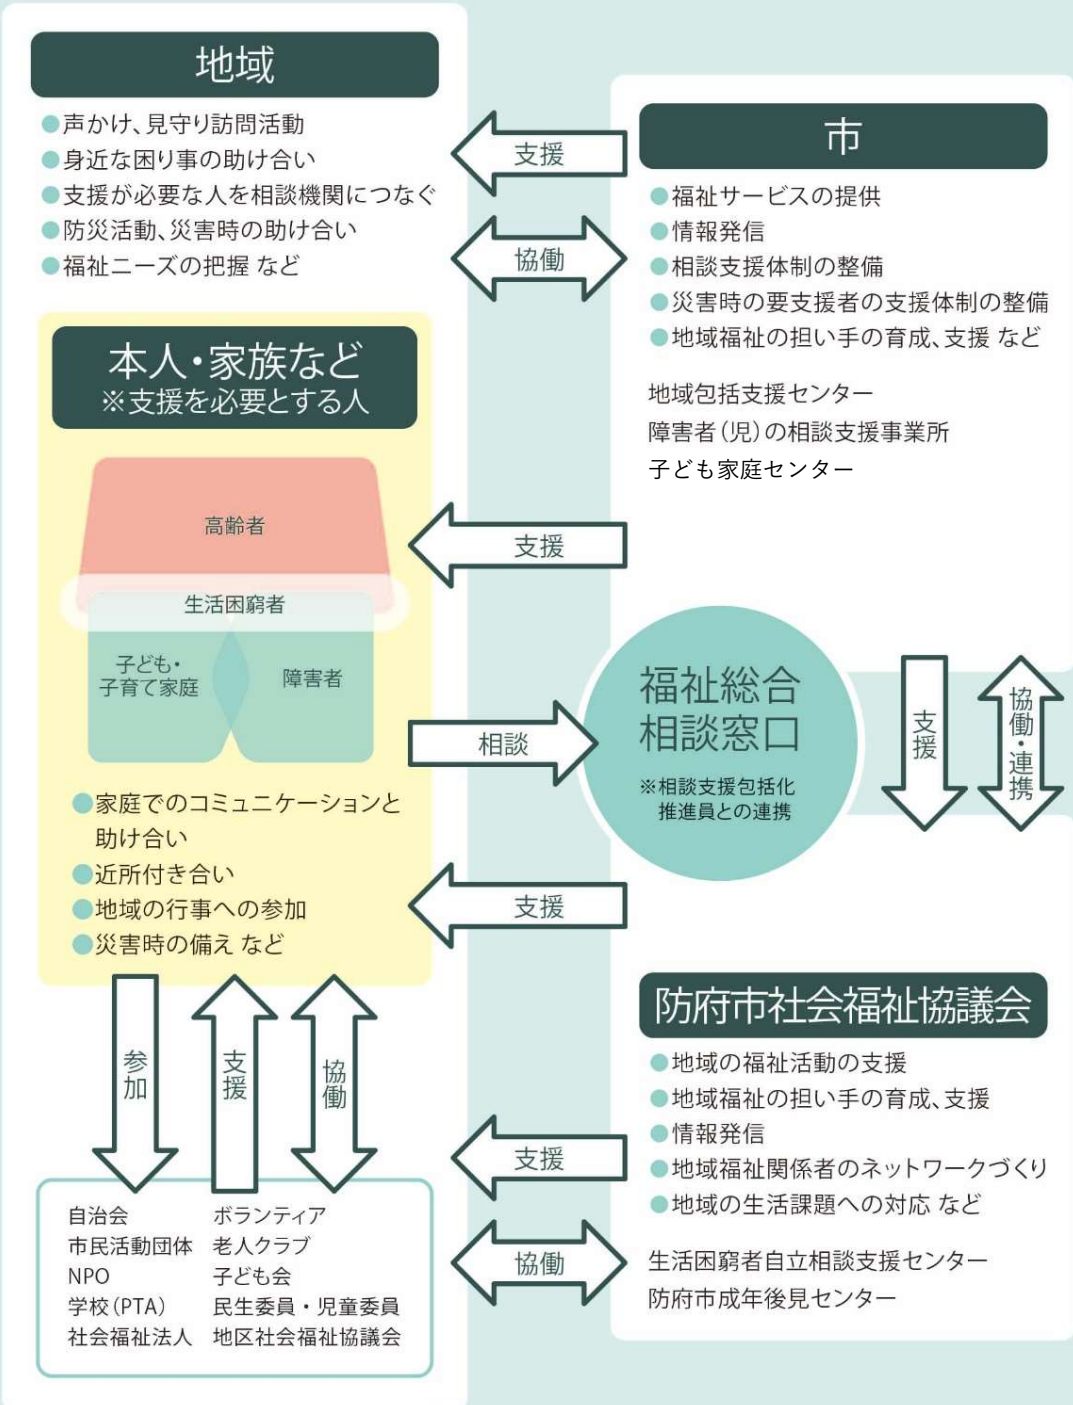 地域
●声かけ、見守り訪問活動
●身近な困り事の助け合い
●支援が必要な人を相談機関につなぐ
●防災活動、災害時の助け合い
●福祉ニーズの把握 など
本人・家族など
※支援を必要とする人
高齢者
生活困窮者
子ども・
子育て家庭
障害者
●家庭でのコミュニケーションと
助け合い
●近所付き合い
●地域の行事への参加
●災害時の備え など
参加
支援
協働
自治会 ボランティア
市民活動団体 老人クラブ
NPO 子ども会
学校(PTA) 民生委員・児童委員
社会福祉法人 地区社会福祉協議会
支援
協働
支援
相談
支援
支援
協働
市
●福祉サービスの提供
●情報発信
●相談支援体制の整備
●災害時の要支援者の支援体制の整備
●地域福祉の担い手の育成、支援 など
地域包括支援センター
障害者(児)の相談支援事業所
子ども家庭センター
福祉総合
相談窓口
※相談支援包括化
推進員との連携
支援
協働・連携
防府市社会福祉協議会
●地域の福祉活動の支援
●地域福祉の担い手の育成、支援
●情報発信
●地域福祉関係者のネットワークづくり
●地域の生活課題への対応 など
生活困窮者自立相談支援センター
防府市成年後見センター